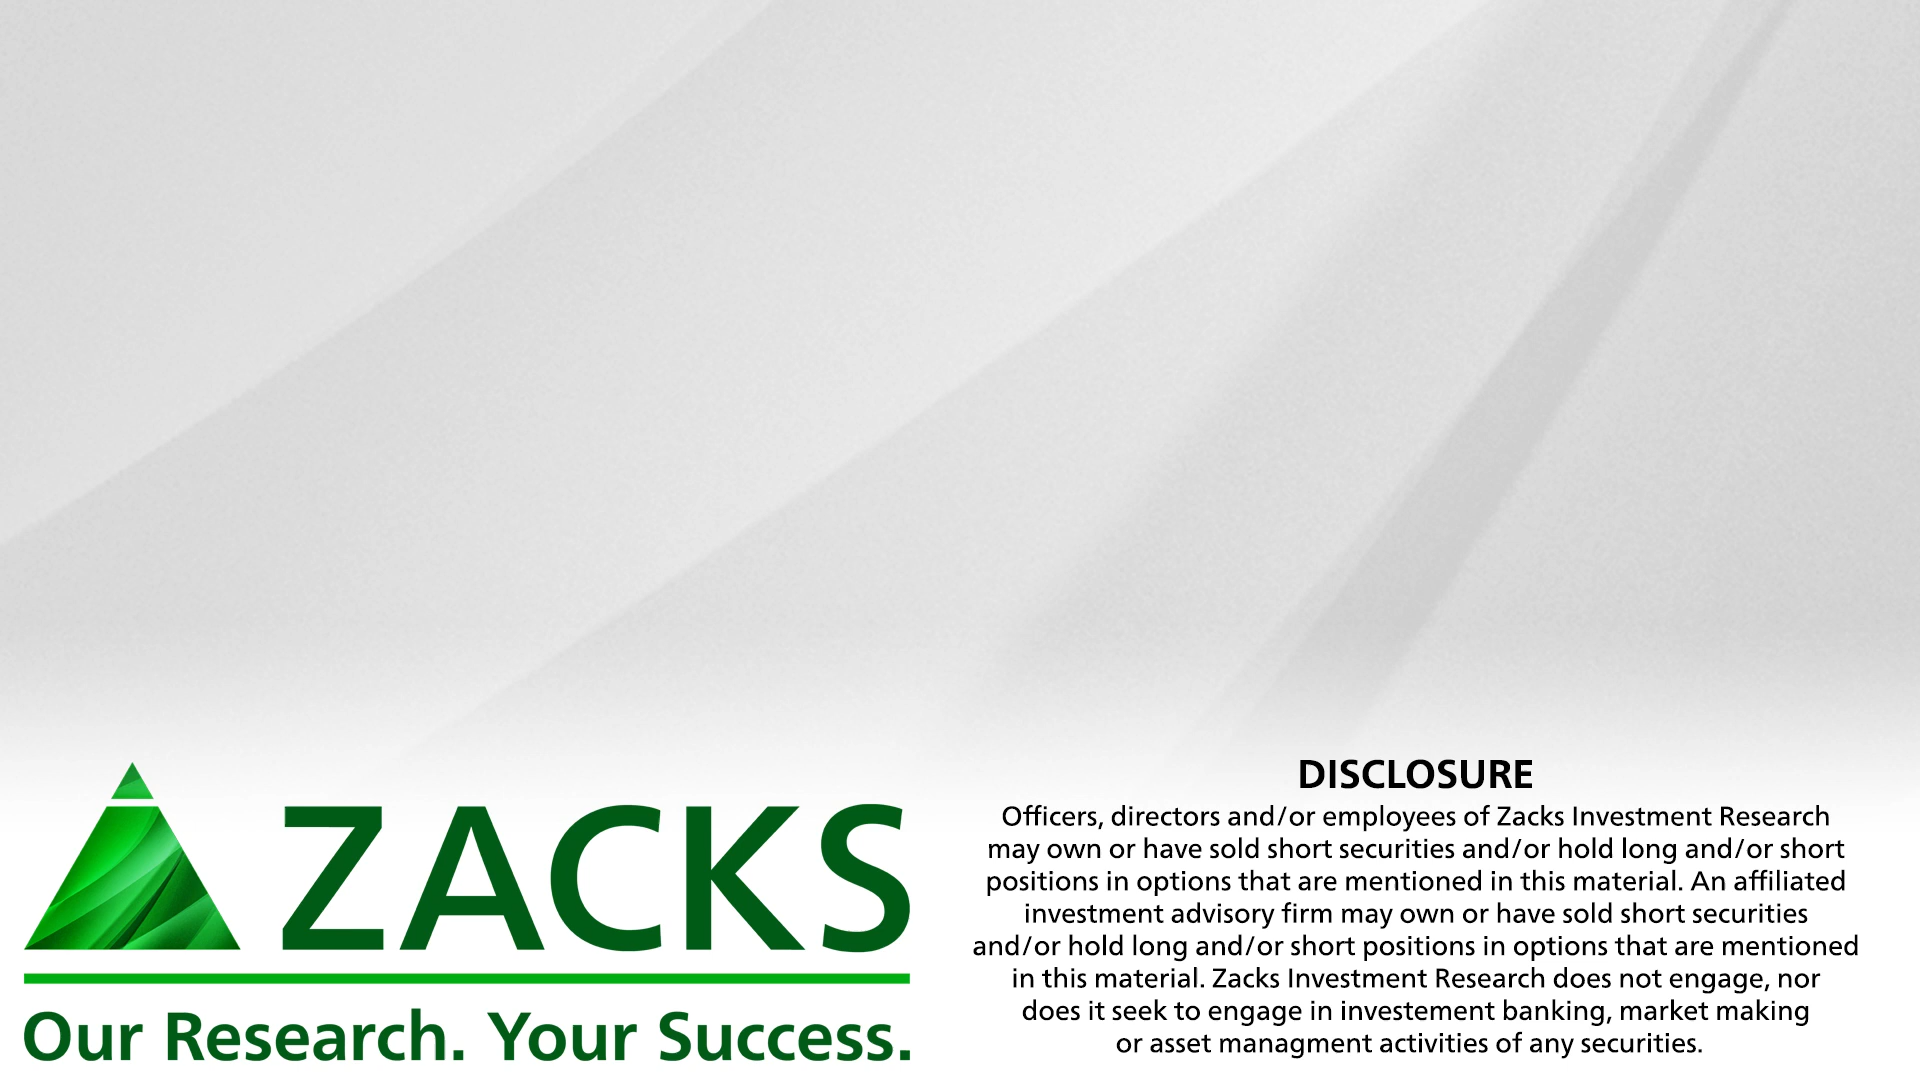 ZACKS
Our Research. Your Success.
DISCLOSURE
Officers, directors and/or employees of Zacks Investment Research
may own or have sold short securities and/or hold long and/or short
positions in options that are mentioned in this material. An affiliated
investment advisory firm may own or have sold short securities
and/or hold long and/or short positions in options that are mentioned
in this material. Zacks Investment Research does not engage, nor
does it seek to engage in investement banking, market making
or asset managment activities of any securities.